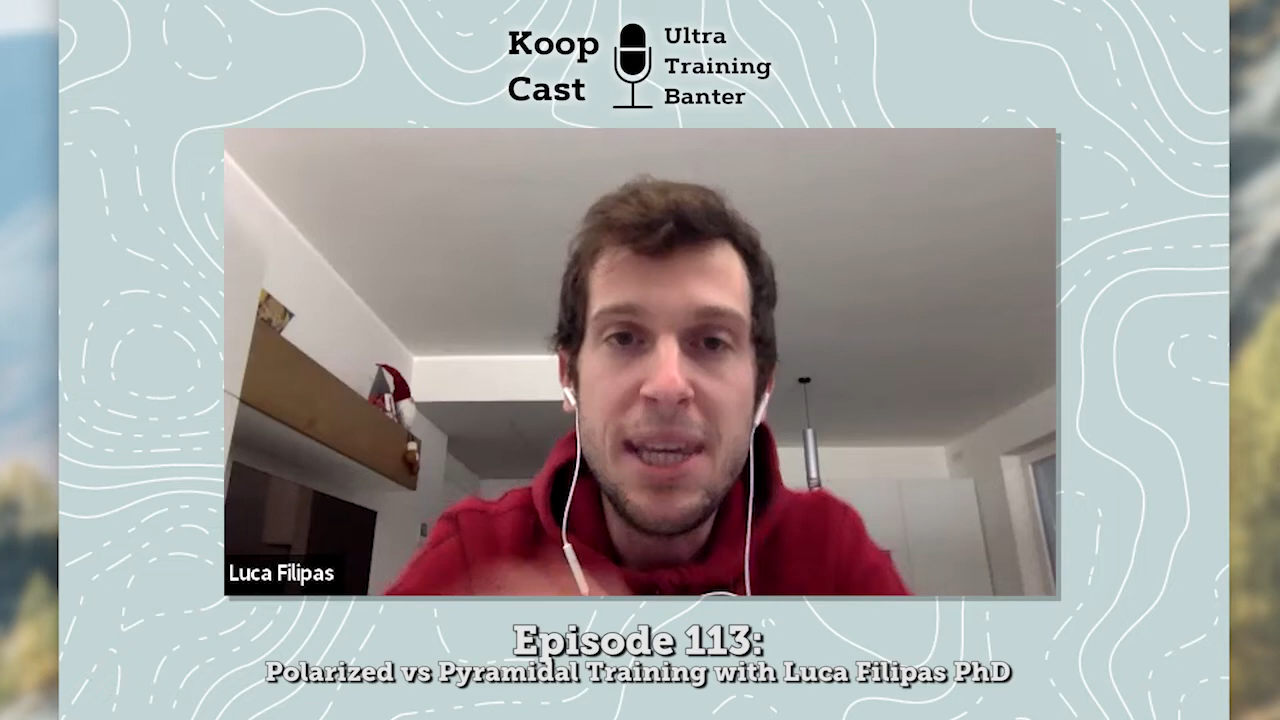 Koop
Cast
Ultra
Training
Banter
Luca Filipas
Episode 113:
Polarized vs Pyramidal Training with Luca Filipas PhD